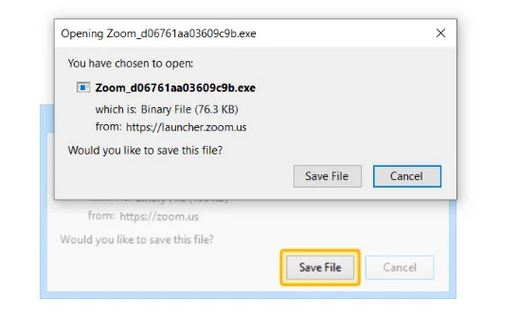 Opening Zoom_d06761aa03609c9b.exe
You have chosen to open:
Zoom_d06761aa03609c9b.exe
which is: Binary File (76.3 KB)
from: https://launcher.zoom.us
Would you like to save this file?
Save File Cancel
from: https://zoom.us
Would you like to save this file?
Save File Cancel